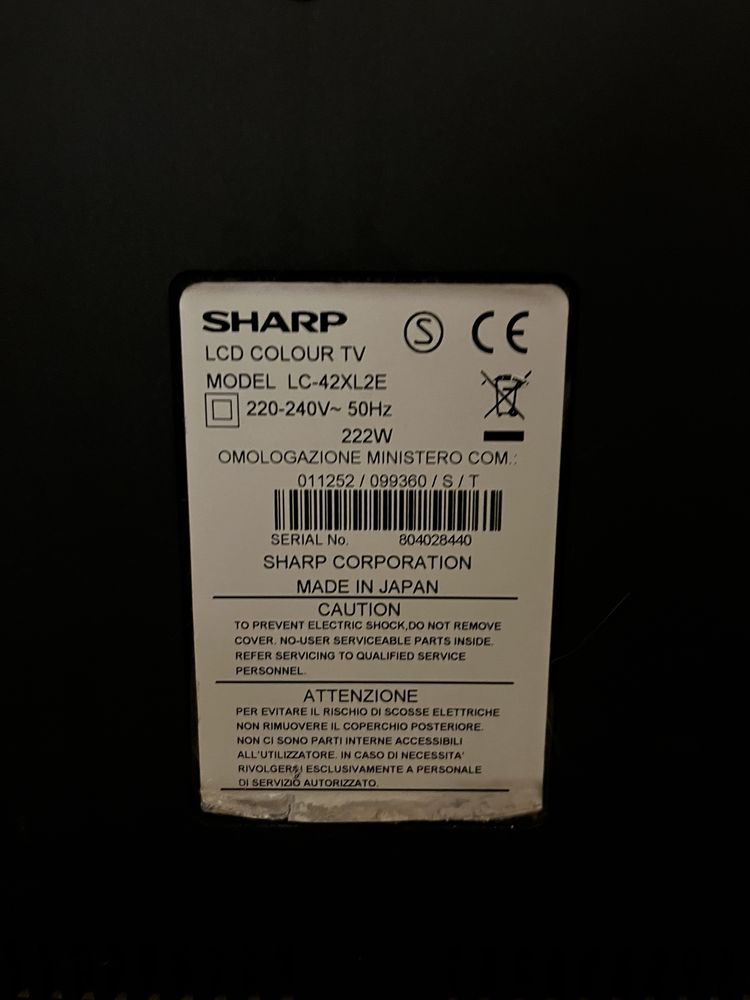 SHARP
LCD COLOUR TV
MODEL LC-42XL2E
220-240V~ 50Hz
222W
S
CE
OMOLOGAZIONE MINISTERO COM.:
011252 / 099360 / S / T
SERIAL No. 804028440
SHARP CORPORATION
MADE IN JAPAN
CAUTION
TO PREVENT ELECTRIC SHOCK,DO NOT REMOVE
COVER. NO-USER SERVICEABLE PARTS INSIDE.
REFER SERVICING TO QUALIFIED SERVICE
PERSONNEL.
ATTENZIONE
PER EVITARE IL RISCHIO DI SCOSSE ELETTRICHE
NON RIMUOVERE IL COPERCHIO POSTERIORE.
NON CI SONO PARTI INTERNE ACCESSIBILI
ALL'UTILIZZATORE. IN CASO DI NECESSITA'
RIVOLGERSI ESCLUSIVAMENTE A PERSONALE
DI SERVIZIO AUTORIZZATO.